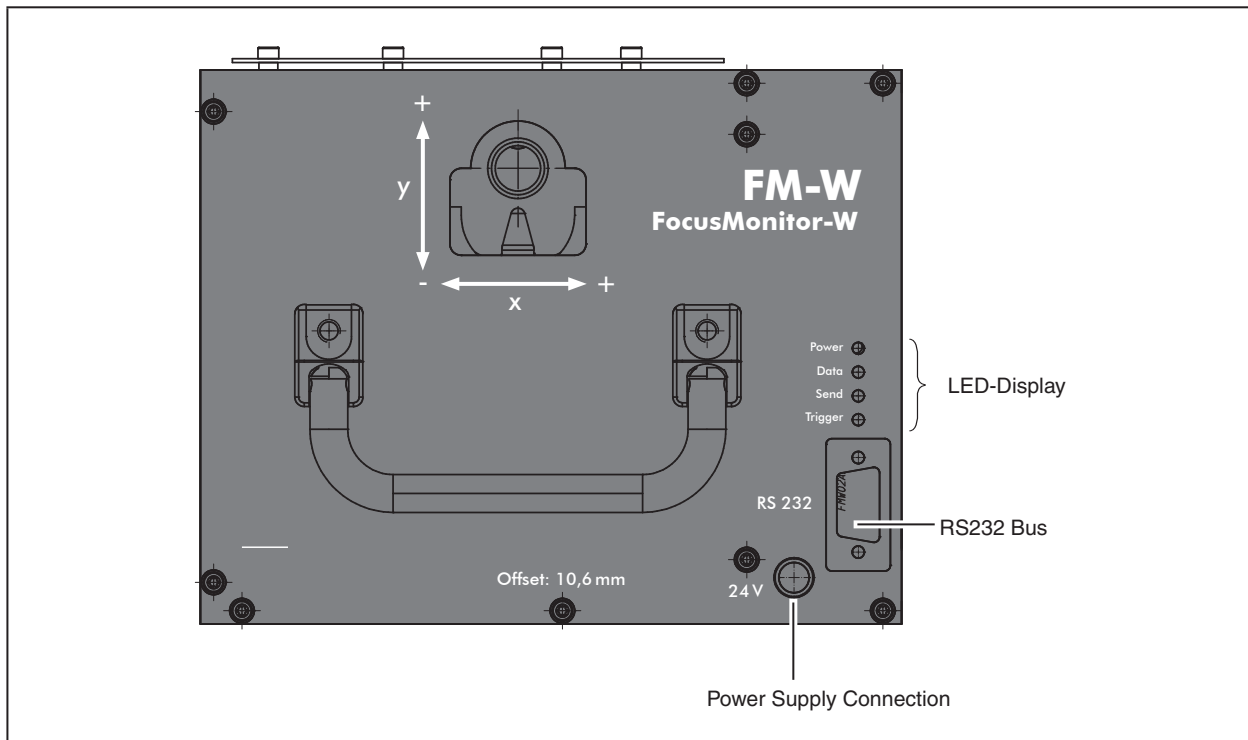 +
y
FM-W
FocusMonitor-W
-
+
x
Power
Data
LED-Display
Send
Trigger
FMW02A
RS 232
RS232 Bus
Offset: 10,6 mm
24 V
Power Supply Connection